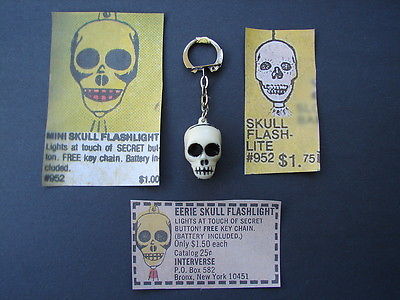 MINI SKULL FLASHLIGHT
Lights at touch of SECRET but-
ton. FREE key chain. Battery in-
cluded.
#952 $1.00
SKULL
FLASH-
LITE
#952 $1.75
EERIE SKULL FLASHLIGHT
LIGHTS AT TOUCH OF SECRET
BUTTON! FREE KEY CHAIN.
(BATTERY INCLUDED.)
Only $1.50 each
Catalog 25¢
INTERVERSE
P.O. Box 582
Bronx, New York 10451